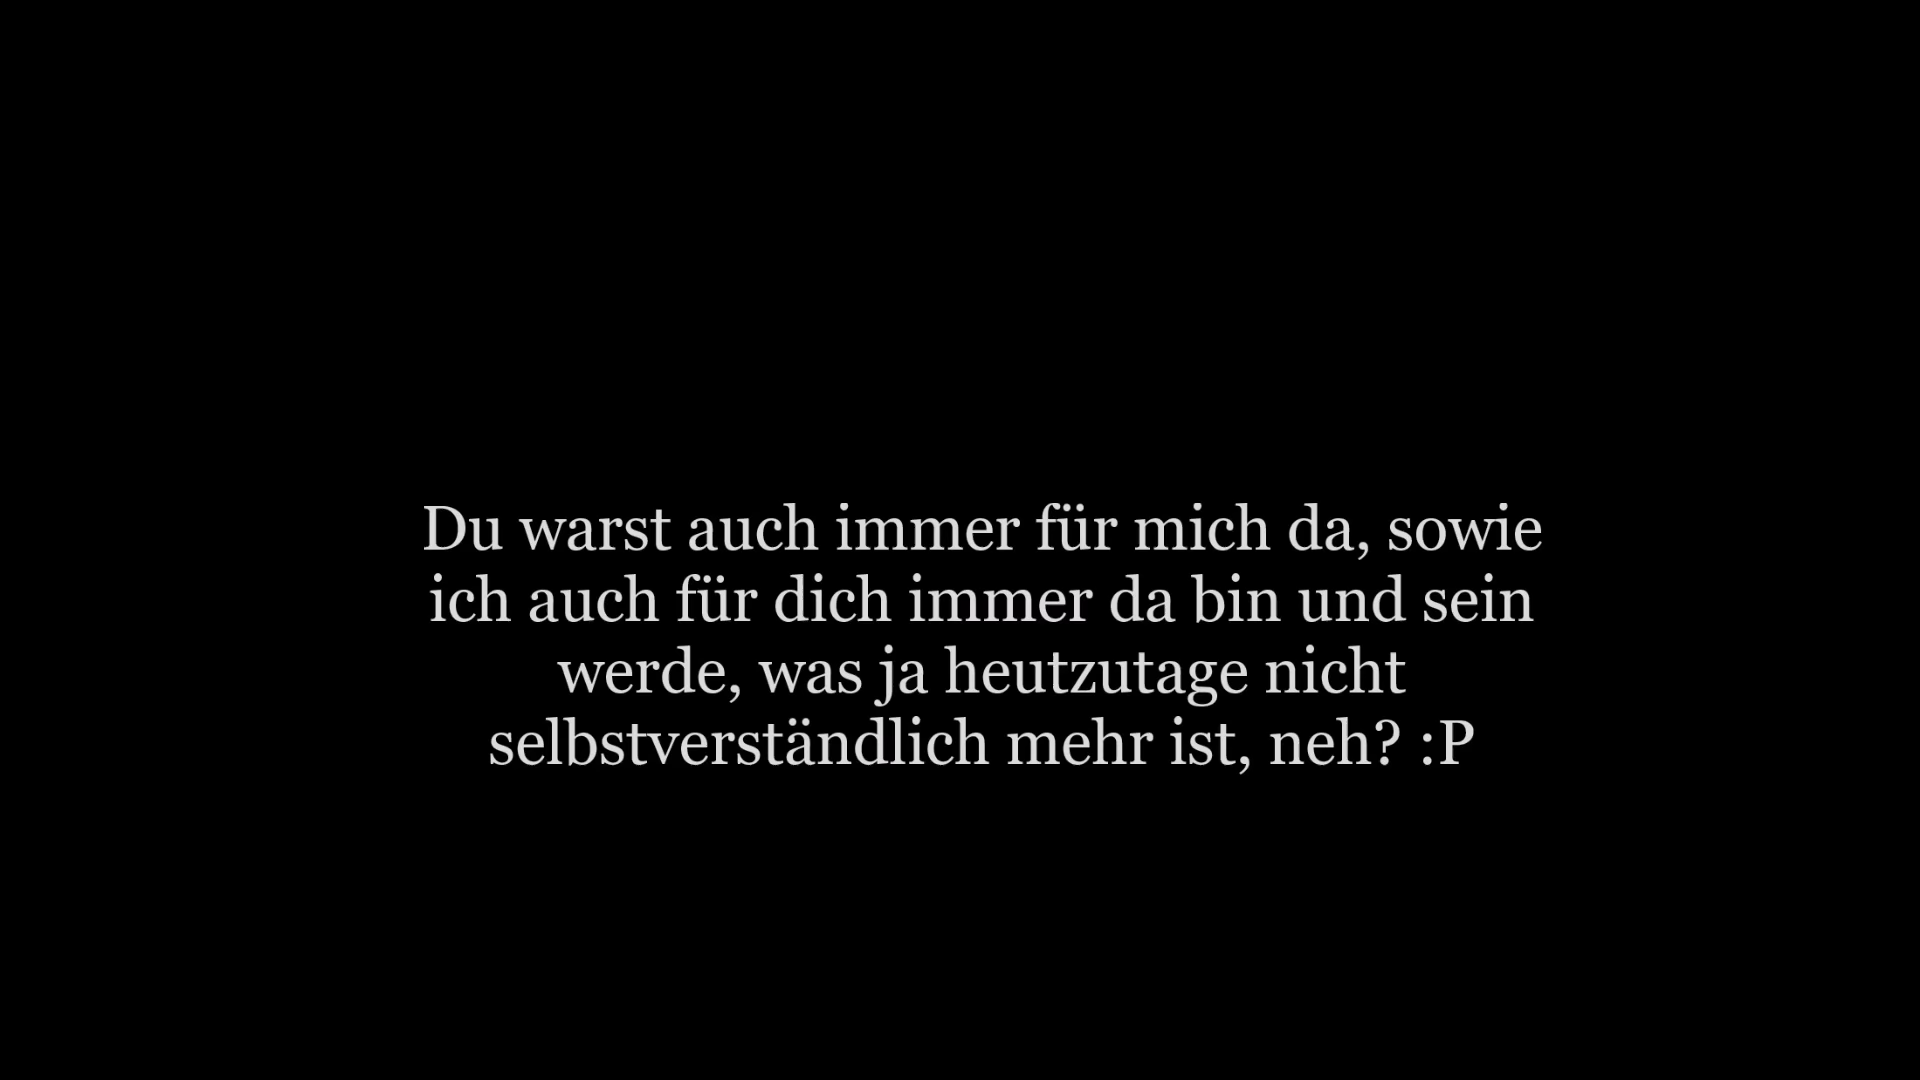 Du warst auch immer für mich da, sowie
ich auch für dich immer da bin und sein
werde, was ja heutzutage nicht
selbstverständlich mehr ist, neh? :P